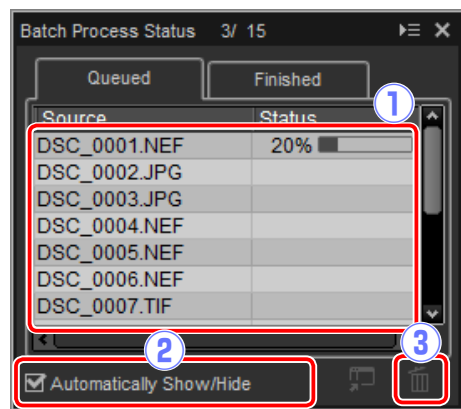 Batch Process Status 3/ 15
Queued Finished
1
Source Status
DSC_0001.NEF 20%
DSC_0002.JPG
DSC_0003.JPG
DSC_0004.NEF
DSC_0005.NEF
DSC_0006.NEF
DSC_0007.TIF
2 3
Automatically Show/Hide